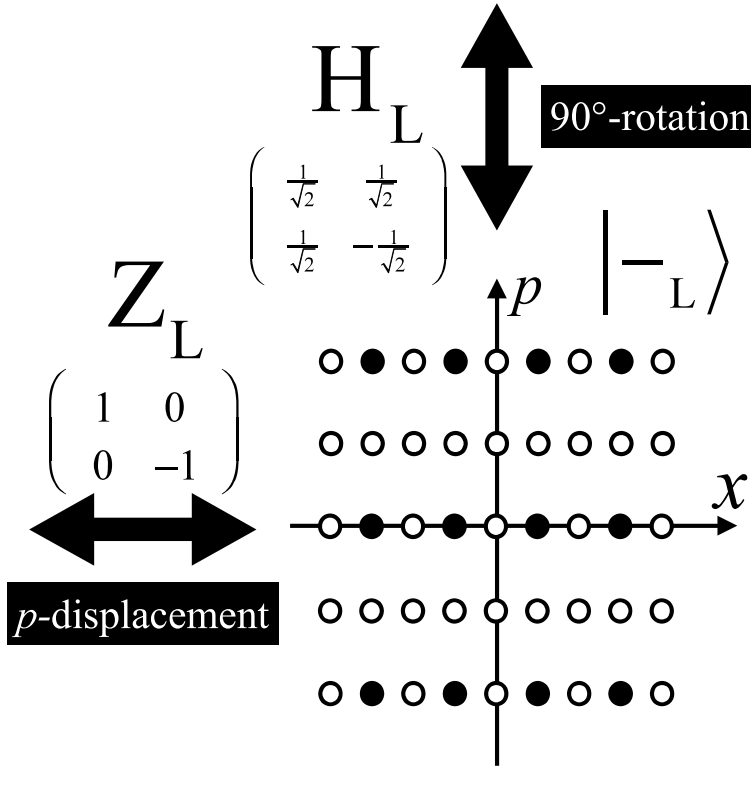 H_L
90°-rotation
( 1/√2 1/√2
1/√2 −1/√2 )
|−_L⟩
p
Z_L
( 1 0
0 −1 )
x
p-displacement